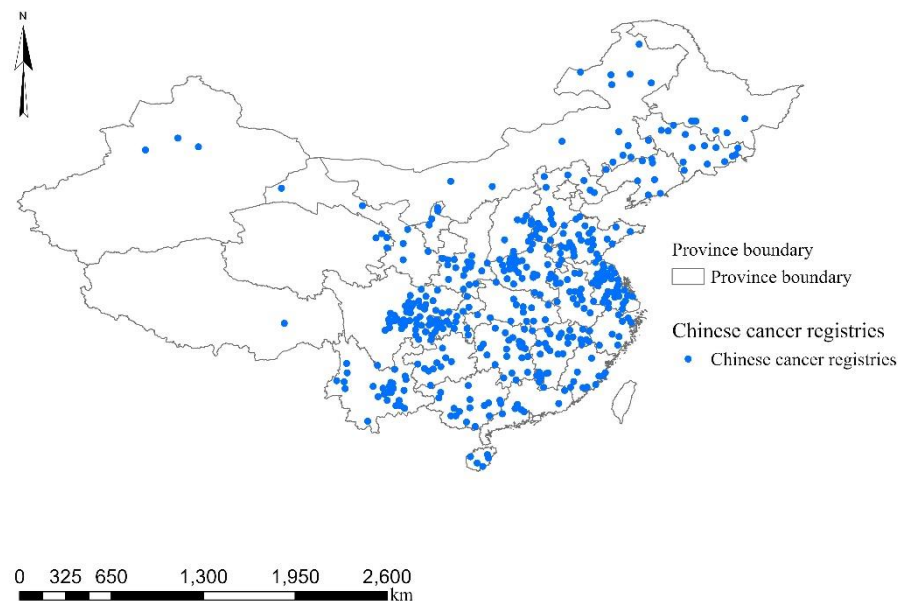 N
Province boundary
Province boundary
Chinese cancer registries
Chinese cancer registries
0 325 650 1,300 1,950 2,600
km